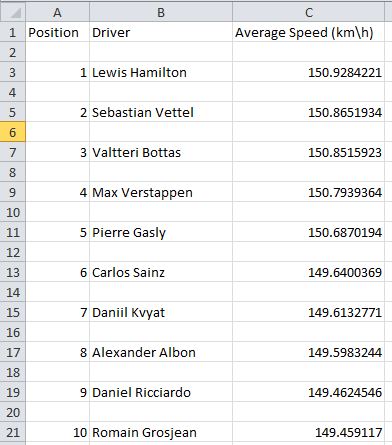 A B C
1 Position Driver Average Speed (km\h)
2
3 1 Lewis Hamilton 150.9284221
4
5 2 Sebastian Vettel 150.8651934
6
7 3 Valtteri Bottas 150.8515923
8
9 4 Max Verstappen 150.7939364
10
11 5 Pierre Gasly 150.6870194
12
13 6 Carlos Sainz 149.6400369
14
15 7 Daniil Kvyat 149.6132771
16
17 8 Alexander Albon 149.5983244
18
19 9 Daniel Ricciardo 149.4624546
20
21 10 Romain Grosjean 149.459117